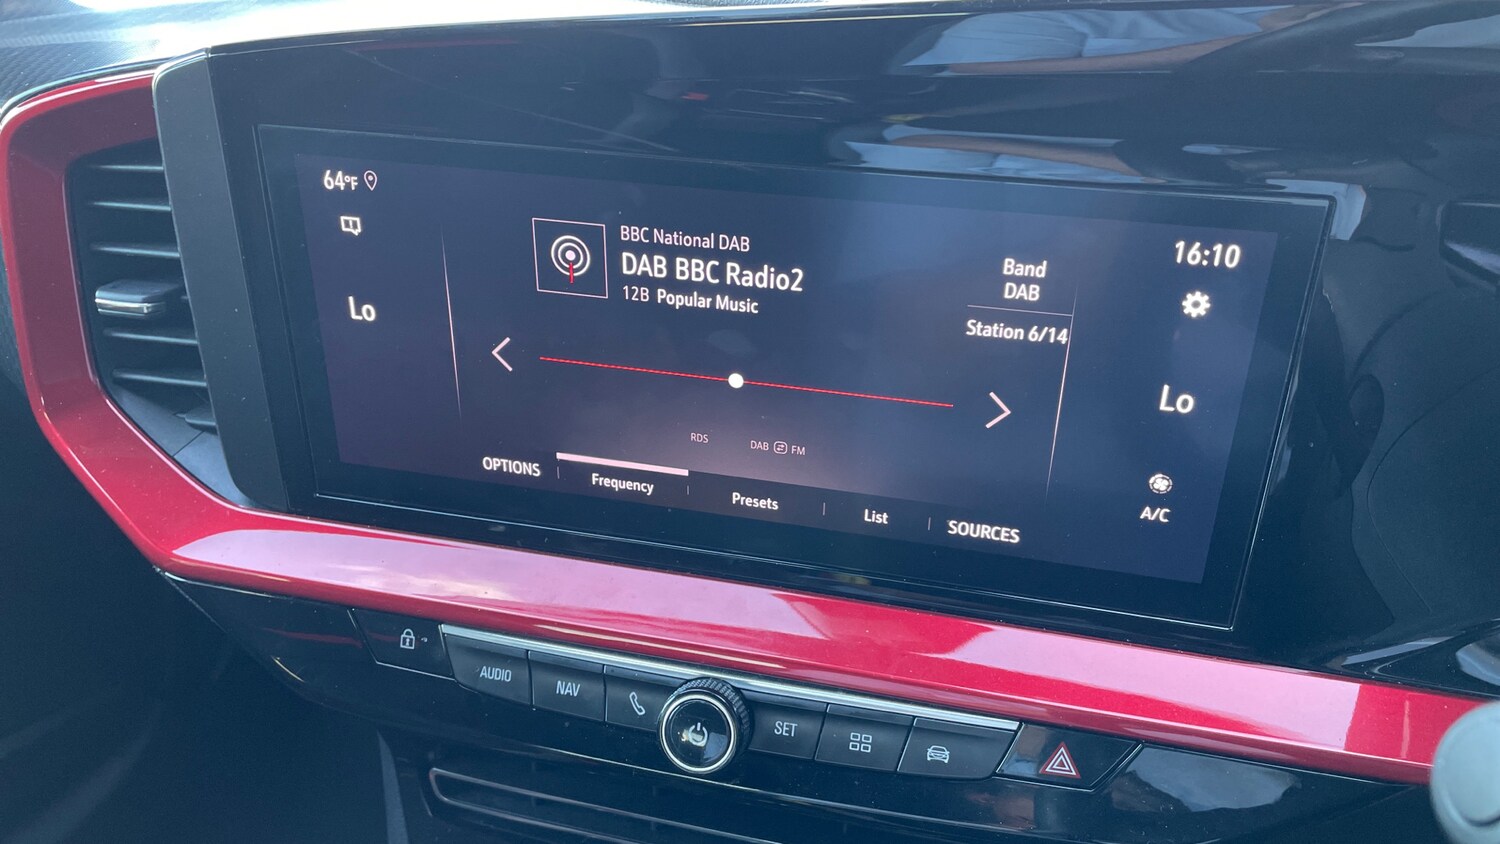 64°F
Lo
BBC National DAB
DAB BBC Radio2
12B Popular Music
Band
DAB
Station 6/14
16:10
Lo
A/C
RDS
DAB FM
OPTIONS
Frequency
Presets
List
SOURCES
AUDIO
NAV
SET